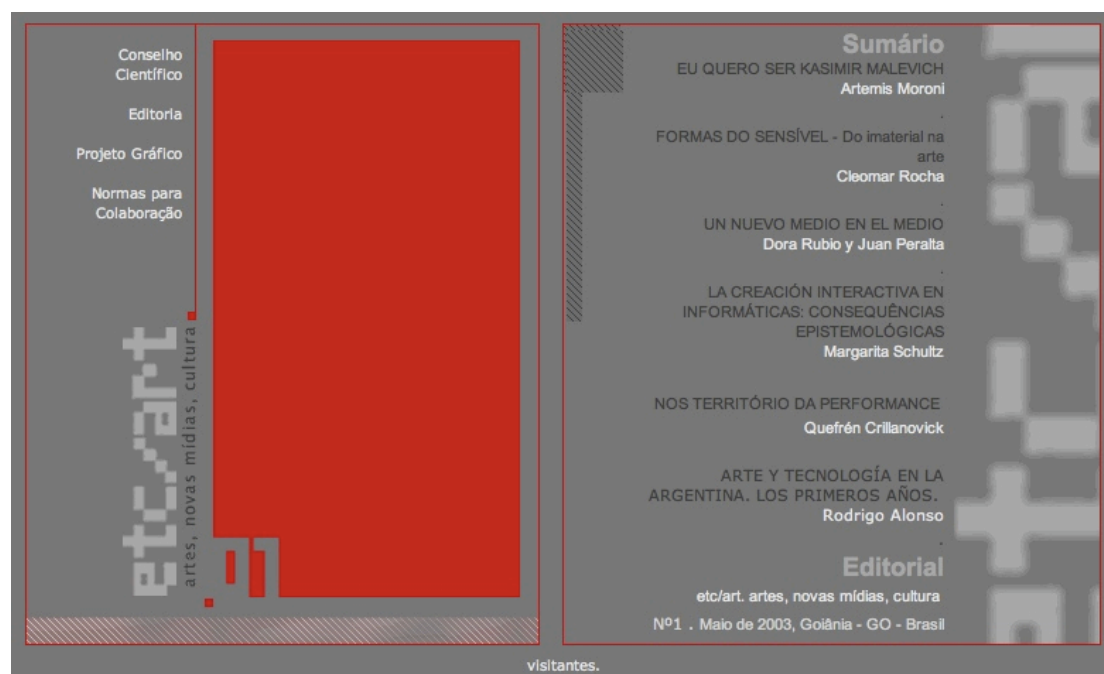 Conselho
Científico
Editoria
Projeto Gráfico
Normas para
Colaboração
etc/art
artes, novas mídias, cultura
01
Sumário
EU QUERO SER KASIMIR MALEVICH
Artemis Moroni
.
FORMAS DO SENSÍVEL - Do imaterial na
arte
Cleomar Rocha
.
UN NUEVO MEDIO EN EL MEDIO
Dora Rubio y Juan Peralta
.
LA CREACIÓN INTERACTIVA EN
INFORMÁTICAS: CONSEQUÊNCIAS
EPISTEMOLÓGICAS
Margarita Schultz
NOS TERRITÓRIO DA PERFORMANCE
Quefrén Crillanovick
ARTE Y TECNOLOGÍA EN LA
ARGENTINA. LOS PRIMEROS AÑOS.
Rodrigo Alonso
.
Editorial
etc/art. artes, novas mídias, cultura
Nº1 . Maio de 2003, Goiânia - GO - Brasil
visitantes.